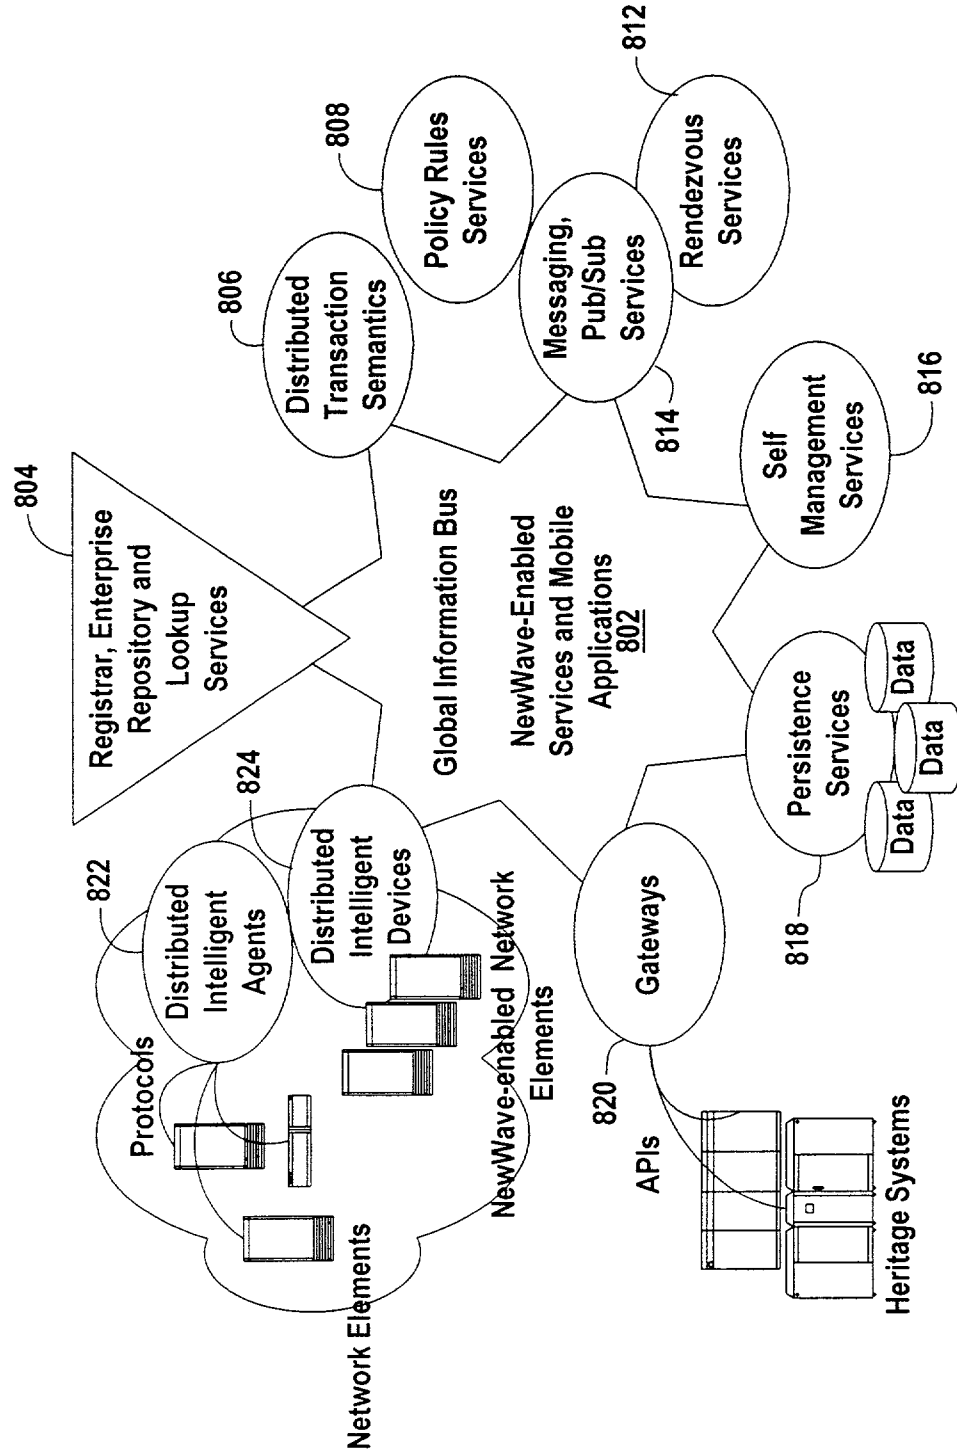 804
Registrar, Enterprise
Repository and
Lookup
Services
806
Distributed
Transaction
Semantics
808
Policy Rules
Services
812
Rendezvous
Services
Messaging,
Pub/Sub
Services
814
Self
Management
Services
816
Global Information Bus
NewWave-Enabled
Services and Mobile
Applications
802
822
Distributed
Intelligent
Agents
824
Distributed
Intelligent
Devices
Protocols
Network Elements
NewWave-enabled Network
Elements
Gateways
820
APIs
Heritage Systems
Persistence
Services
818
Data
Data
Data